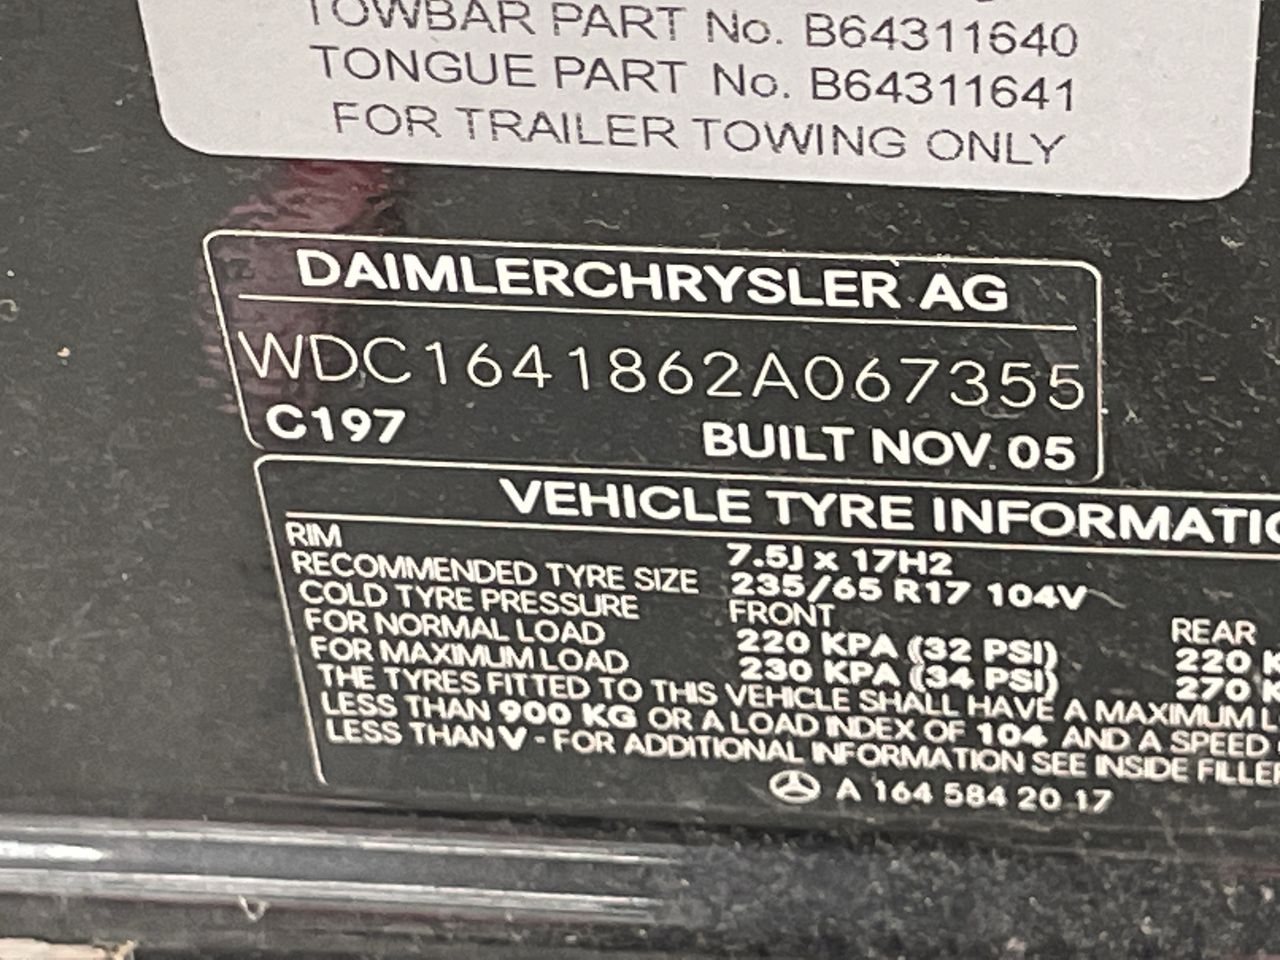 TOWBAR PART No. B64311640
TONGUE PART No. B64311641
FOR TRAILER TOWING ONLY
DAIMLERCHRYSLER AG
WDC1641862A067355
C197 BUILT NOV. 05
VEHICLE TYRE INFORMATIO
RIM 7.5J x 17H2
RECOMMENDED TYRE SIZE 235/65 R17 104V
COLD TYRE PRESSURE FRONT REAR
FOR NORMAL LOAD 220 KPA (32 PSI) 220 K
FOR MAXIMUM LOAD 230 KPA (34 PSI) 270 K
THE TYRES FITTED TO THIS VEHICLE SHALL HAVE A MAXIMUM L
LESS THAN 900 KG OR A LOAD INDEX OF 104 AND A SPEED
LESS THAN V - FOR ADDITIONAL INFORMATION SEE INSIDE FILLER
A 164 584 20 17